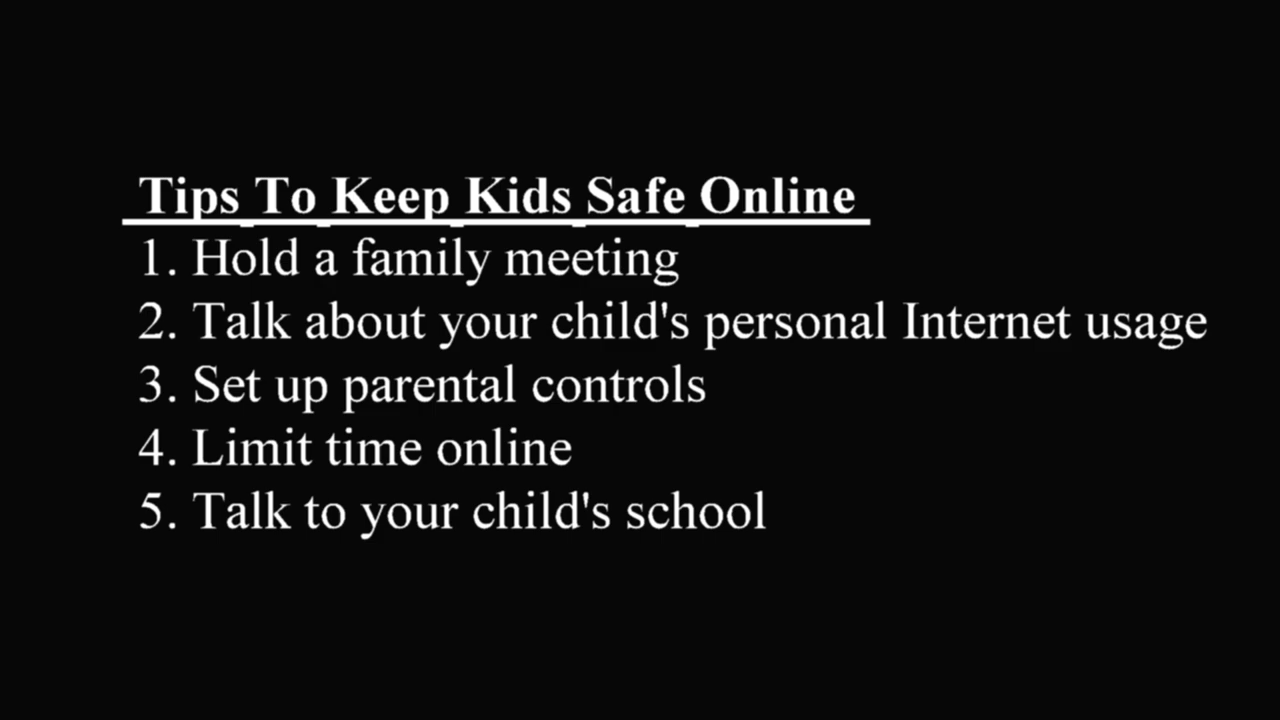 Tips To Keep Kids Safe Online
1. Hold a family meeting
2. Talk about your child's personal Internet usage
3. Set up parental controls
4. Limit time online
5. Talk to your child's school